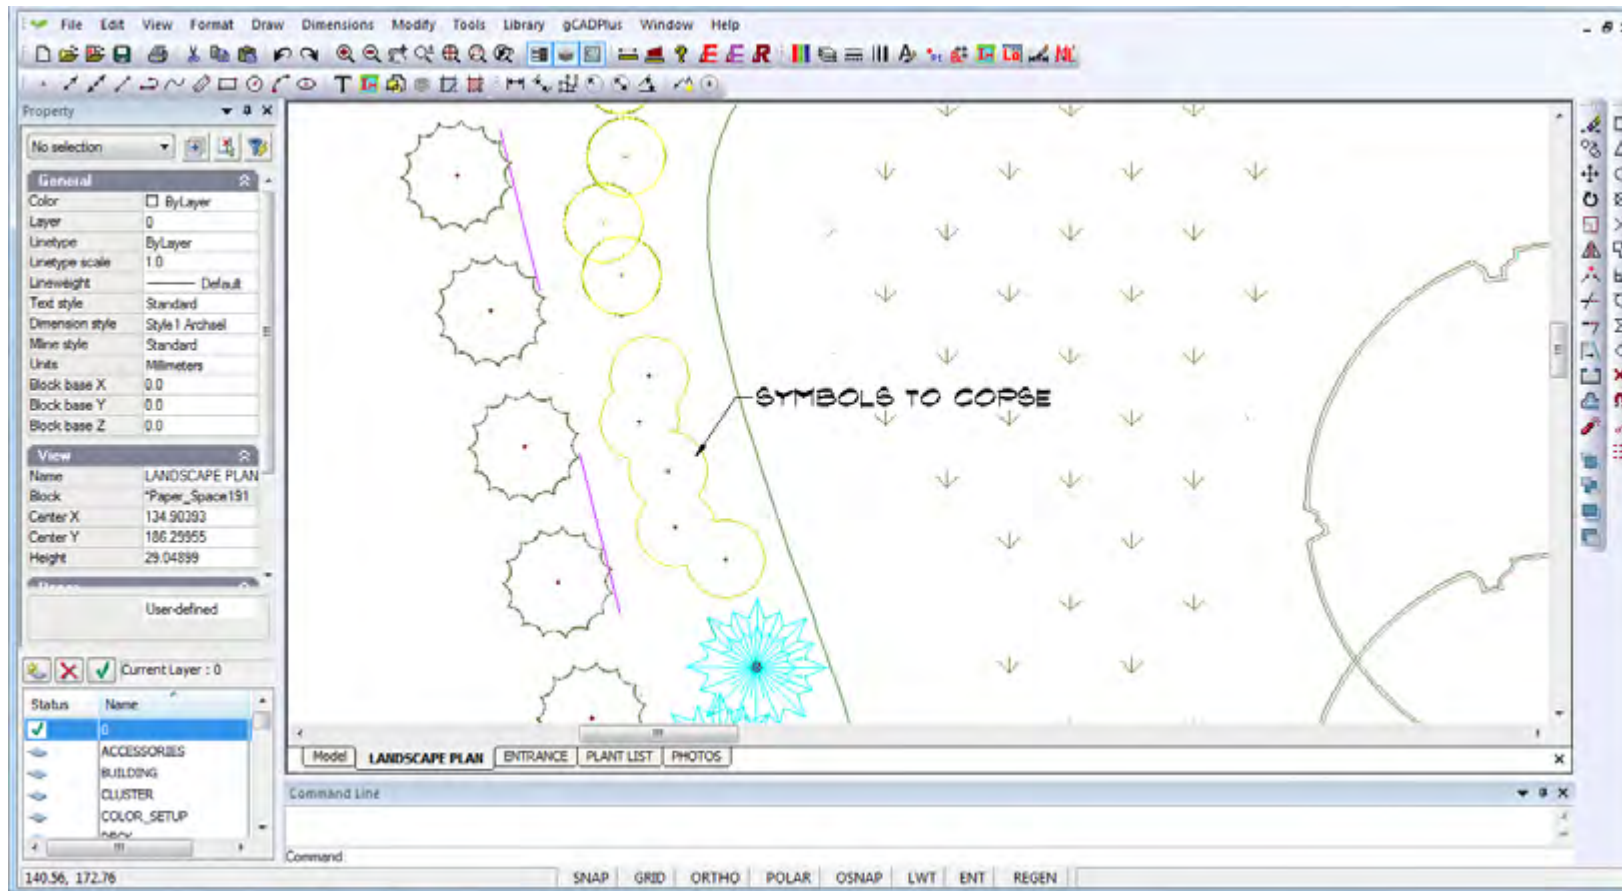 File Edit View Format Draw Dimensions Modify Tools Library gCADPlus Window Help
Property
No selection
General
Color ByLayer
Layer 0
Linetype ByLayer
Linetype scale 1.0
Lineweight Default
Text style Standard
Dimension style Style1 Archsel
Mline style Standard
Units Millimeters
Block base X 0.0
Block base Y 0.0
Block base Z 0.0
View
Name LANDSCAPE PLAN
Block *Paper_Space191
Center X 134.90393
Center Y 186.29955
Height 29.04899
User-defined
Current Layer : 0
Status Name
0
ACCESSORIES
BUILDING
CLUSTER
COLOR_SETUP
DECK
SYMBOLS TO COPSE
Model LANDSCAPE PLAN ENTRANCE PLANT LIST PHOTOS
Command Line
Command
140.56, 172.76 SNAP GRID ORTHO POLAR OSNAP LWT ENT REGEN